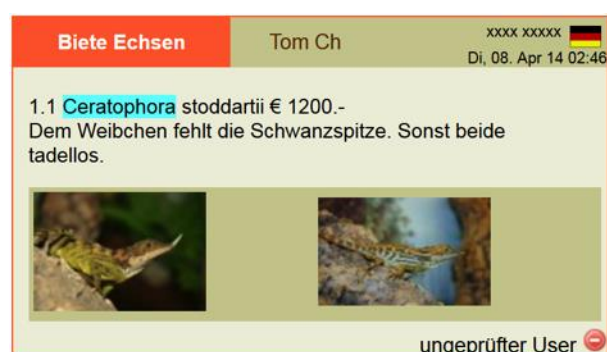 Biete Echsen
Tom Ch
xxxx xxxxx
Di, 08. Apr 14 02:46
1.1 Ceratophora stoddartii € 1200.-
Dem Weibchen fehlt die Schwanzspitze. Sonst beide
tadellos.
ungeprüfter User